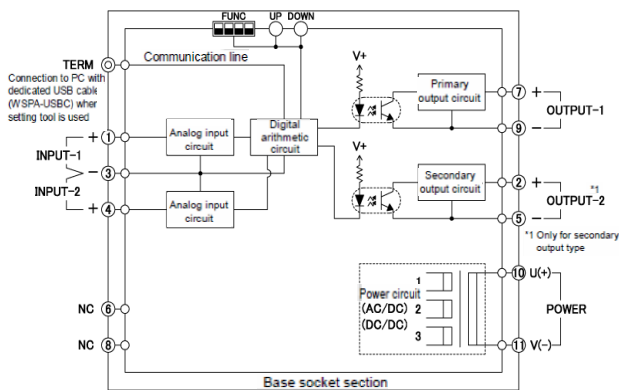 FUNC UP DOWN
TERM
Communication line
Connection to PC with
dedicated USB cable
(WSPA-USBC) when
setting tool is used
V+
Primary
output circuit
7 +
OUTPUT-1
9 −
+ 1
INPUT-1
− 3
INPUT-2
+ 4
Analog input
circuit
Digital
arithmetic
circuit
Analog input
circuit
V+
Secondary
output circuit
2 +
*1
OUTPUT-2
5 −
*1 Only for secondary
output type
NC 6
NC 8
Power circuit
(AC/DC)
(DC/DC)
1
2
3
10 U(+)
POWER
11 V(−)
Base socket section